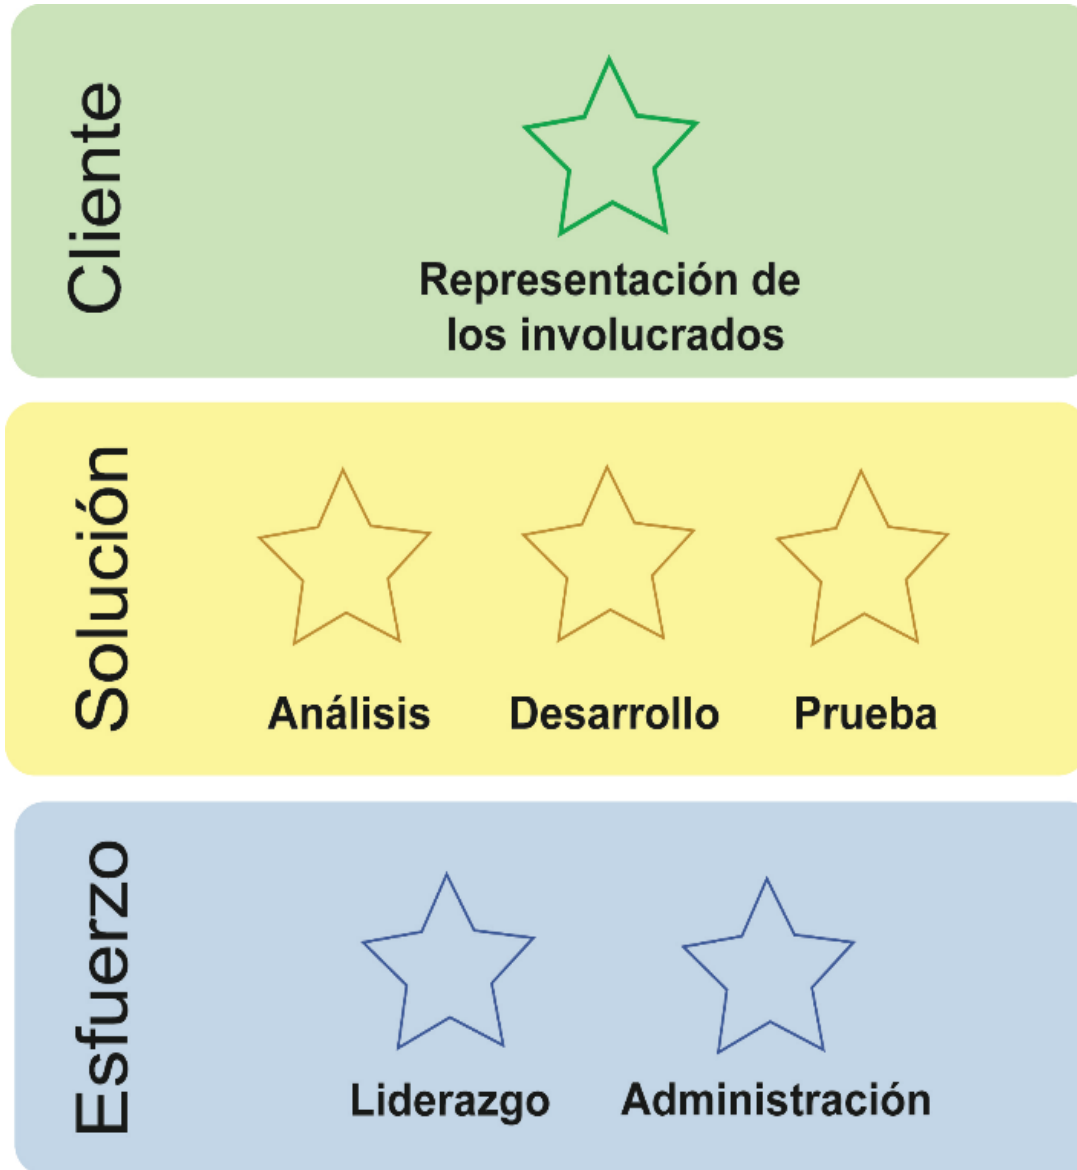 Cliente
Representación de
los involucrados
Solución
Análisis
Desarrollo
Prueba
Esfuerzo
Liderazgo
Administración